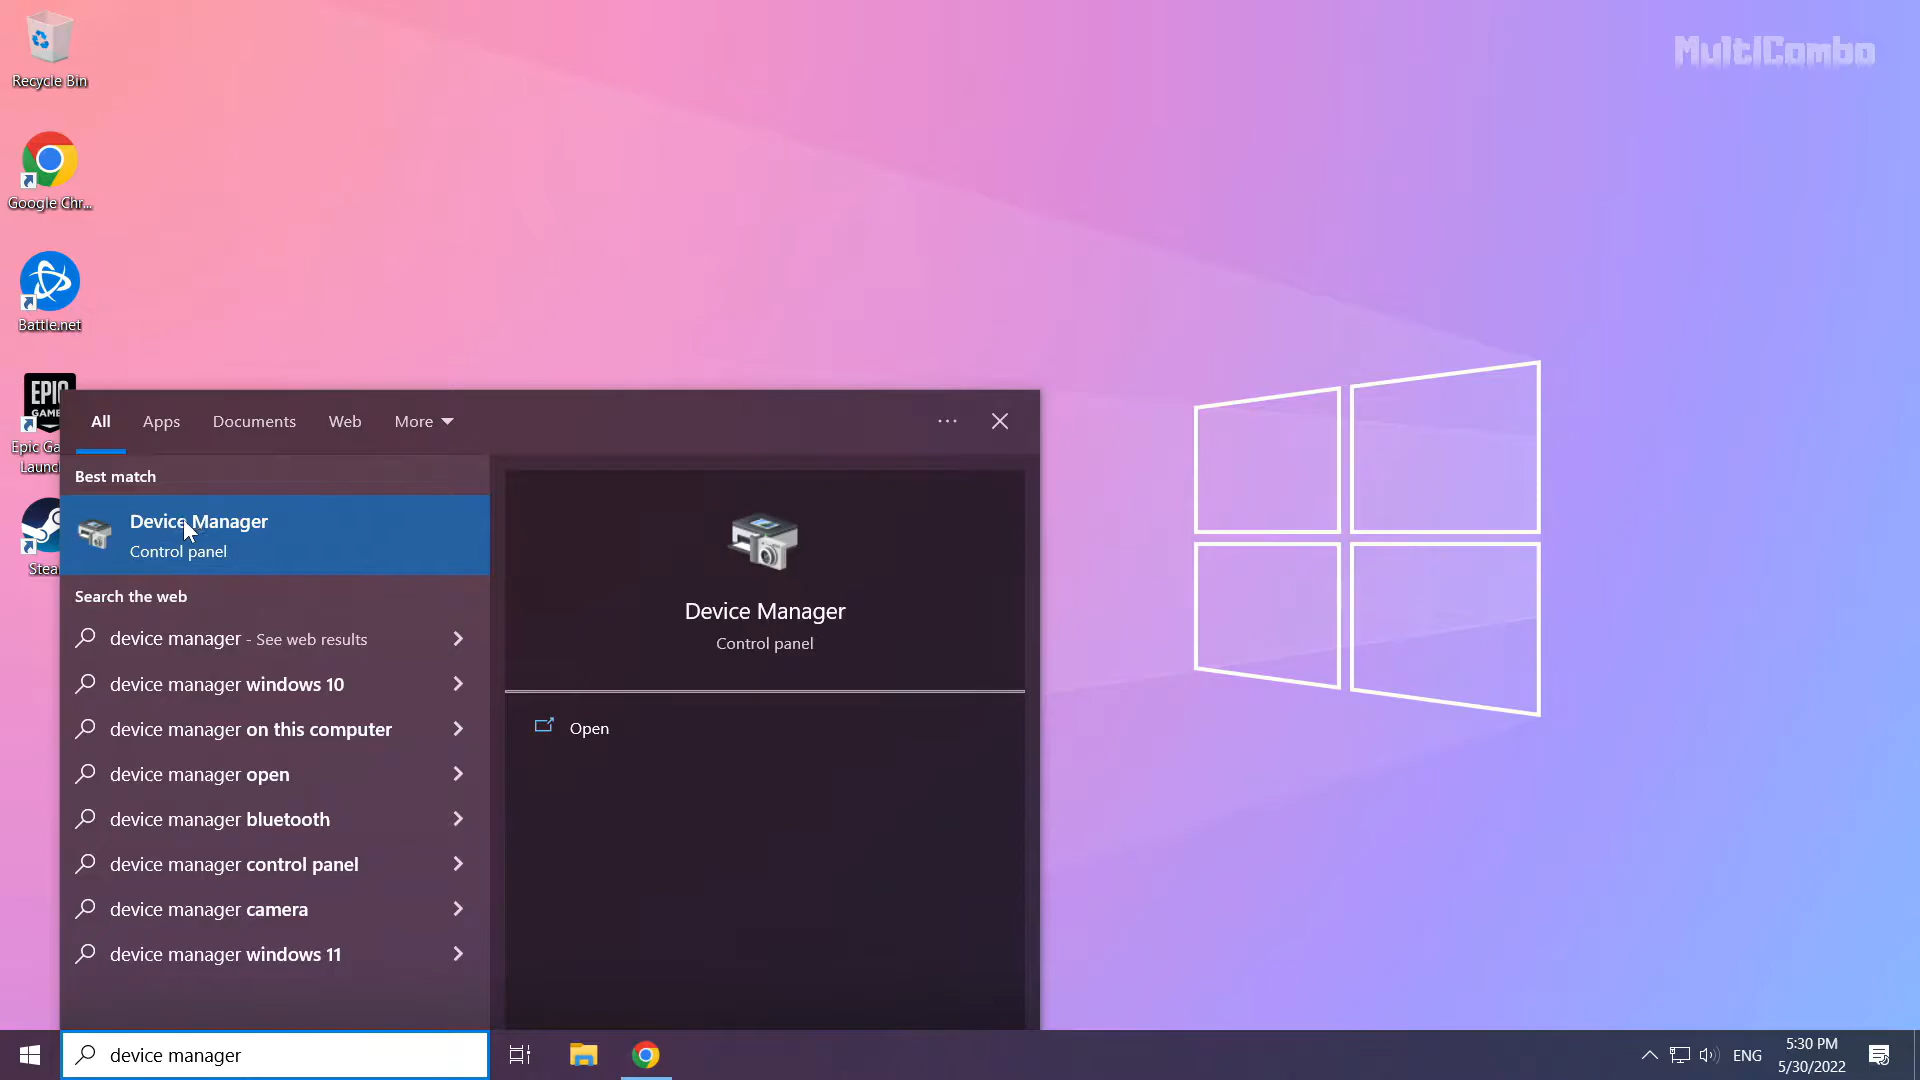 MultiCombo
Recycle Bin
Google Chr...
Battle.net
EPIC
GAM
Epic Ga
Launc
Stea
All
Apps
Documents
Web
More
Best match
Device Manager
Control panel
Search the web
device manager - See web results
device manager windows 10
device manager on this computer
device manager open
device manager bluetooth
device manager control panel
device manager camera
device manager windows 11
Device Manager
Control panel
Open
device manager
ENG
5:30 PM
5/30/2022